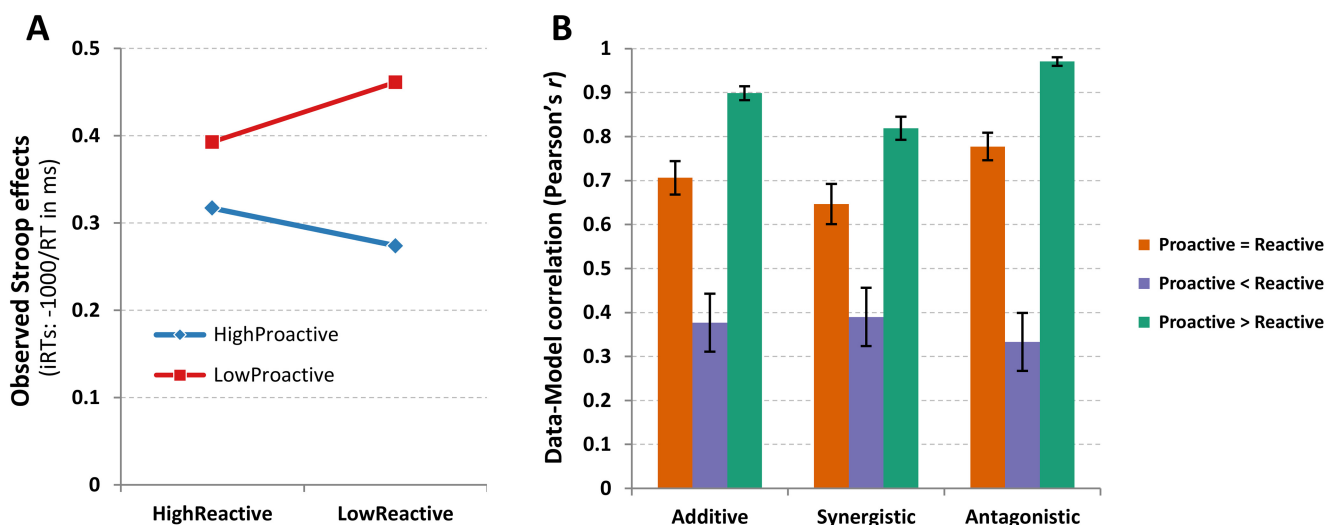 A
Observed Stroop effects
(iRTs: -1000/RT in ms)
0.5
0.4
0.3
0.2
0.1
0
HighProactive
LowProactive
HighReactive
LowReactive
B
Data-Model correlation (Pearson's r)
1
0.9
0.8
0.7
0.6
0.5
0.4
0.3
0.2
0.1
0
Additive
Synergistic
Antagonistic
Proactive = Reactive
Proactive < Reactive
Proactive > Reactive